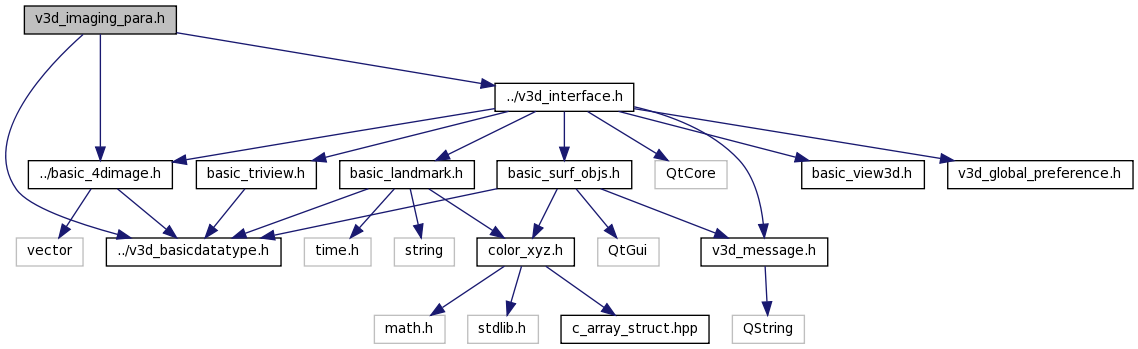 v3d_imaging_para.h
../v3d_interface.h
../basic_4dimage.h
basic_triview.h
basic_landmark.h
basic_surf_objs.h
QtCore
basic_view3d.h
v3d_global_preference.h
vector
../v3d_basicdatatype.h
time.h
string
color_xyz.h
QtGui
v3d_message.h
math.h
stdlib.h
c_array_struct.hpp
QString